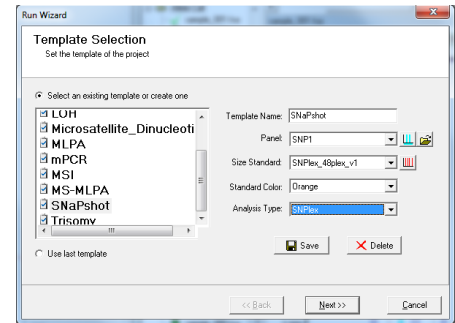 Run Wizard
Template Selection
Set the template of the project
Select an existing template or create one
LOH
Microsatellite_Dinucleoti
MLPA
mPCR
MSI
MS-MLPA
SNaPshot
Trisomy
Use last template
Template Name: SNaPshot
Panel: SNP1
Size Standard: SNPlex_48plex_v1
Standard Color: Orange
Analysis Type: SNPlex
Save Delete
<< Back Next >> Cancel